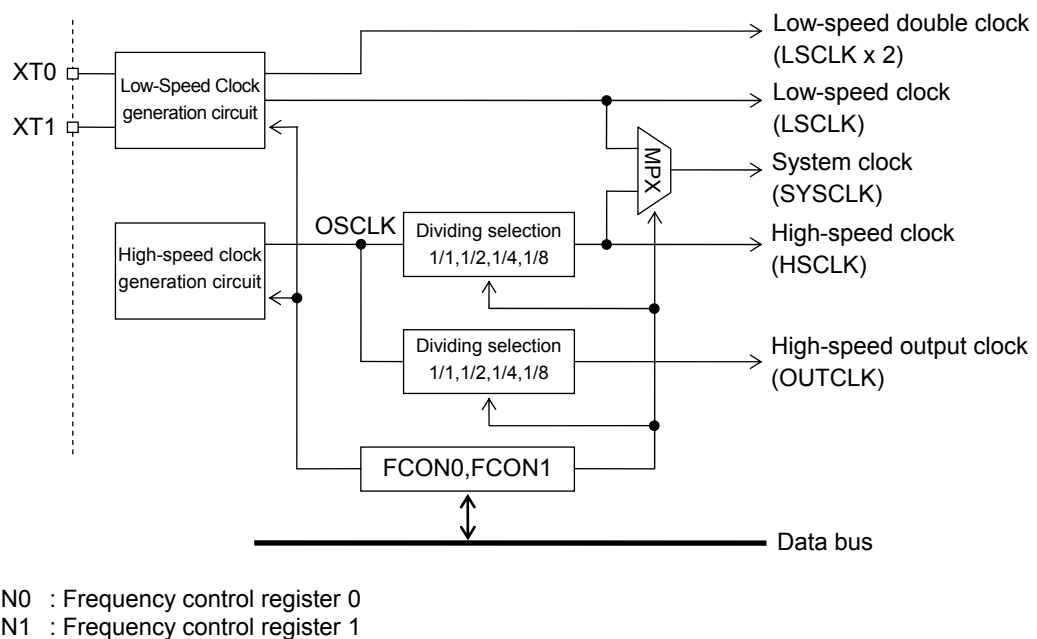 Low-speed double clock
(LSCLK x 2)
XT0
XT1
Low-Speed Clock
generation circuit
Low-speed clock
(LSCLK)
MPX
System clock
(SYSCLK)
High-speed clock
generation circuit
OSCLK
Dividing selection
1/1,1/2,1/4,1/8
High-speed clock
(HSCLK)
Dividing selection
1/1,1/2,1/4,1/8
High-speed output clock
(OUTCLK)
FCON0,FCON1
Data bus
N0 : Frequency control register 0
N1 : Frequency control register 1